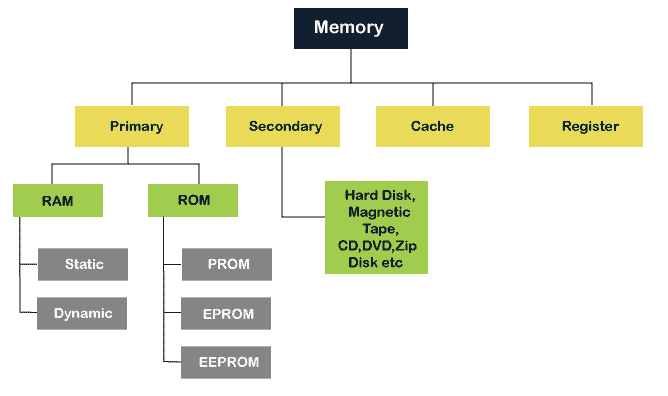 Memory
Primary
Secondary
Cache
Register
RAM
ROM
Hard Disk,
Magnetic
Tape,
CD,DVD,Zip
Disk etc
Static
Dynamic
PROM
EPROM
EEPROM